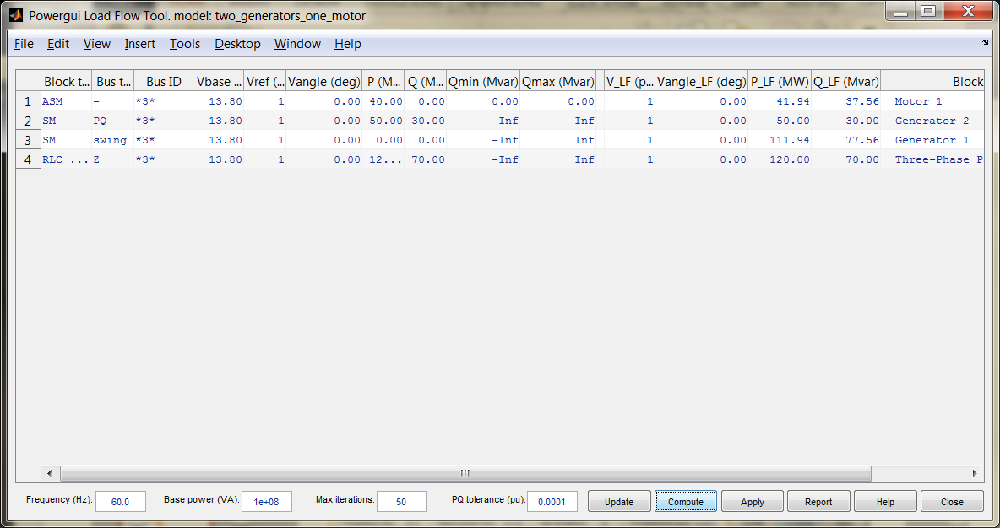 Powergui Load Flow Tool. model: two_generators_one_motor
File Edit View Insert Tools Desktop Window Help
Block t... Bus t... Bus ID Vbase ... Vref (... Vangle (deg) P (M... Q (M... Qmin (Mvar) Qmax (Mvar) V_LF (p... Vangle_LF (deg) P_LF (MW) Q_LF (Mvar) Block
1 ASM - *3* 13.80 1 0.00 40.00 0.00 0.00 0.00 1 0.00 41.94 37.56 Motor 1
2 SM PQ *3* 13.80 1 0.00 50.00 30.00 -Inf Inf 1 0.00 50.00 30.00 Generator 2
3 SM swing *3* 13.80 1 0.00 0.00 0.00 -Inf Inf 1 0.00 111.94 77.56 Generator 1
4 RLC ... Z *3* 13.80 1 0.00 12... 70.00 -Inf Inf 1 0.00 120.00 70.00 Three-Phase P
Frequency (Hz): 60.0 Base power (VA): 1e+08 Max iterations: 50 PQ tolerance (pu): 0.0001 Update Compute Apply Report Help Close